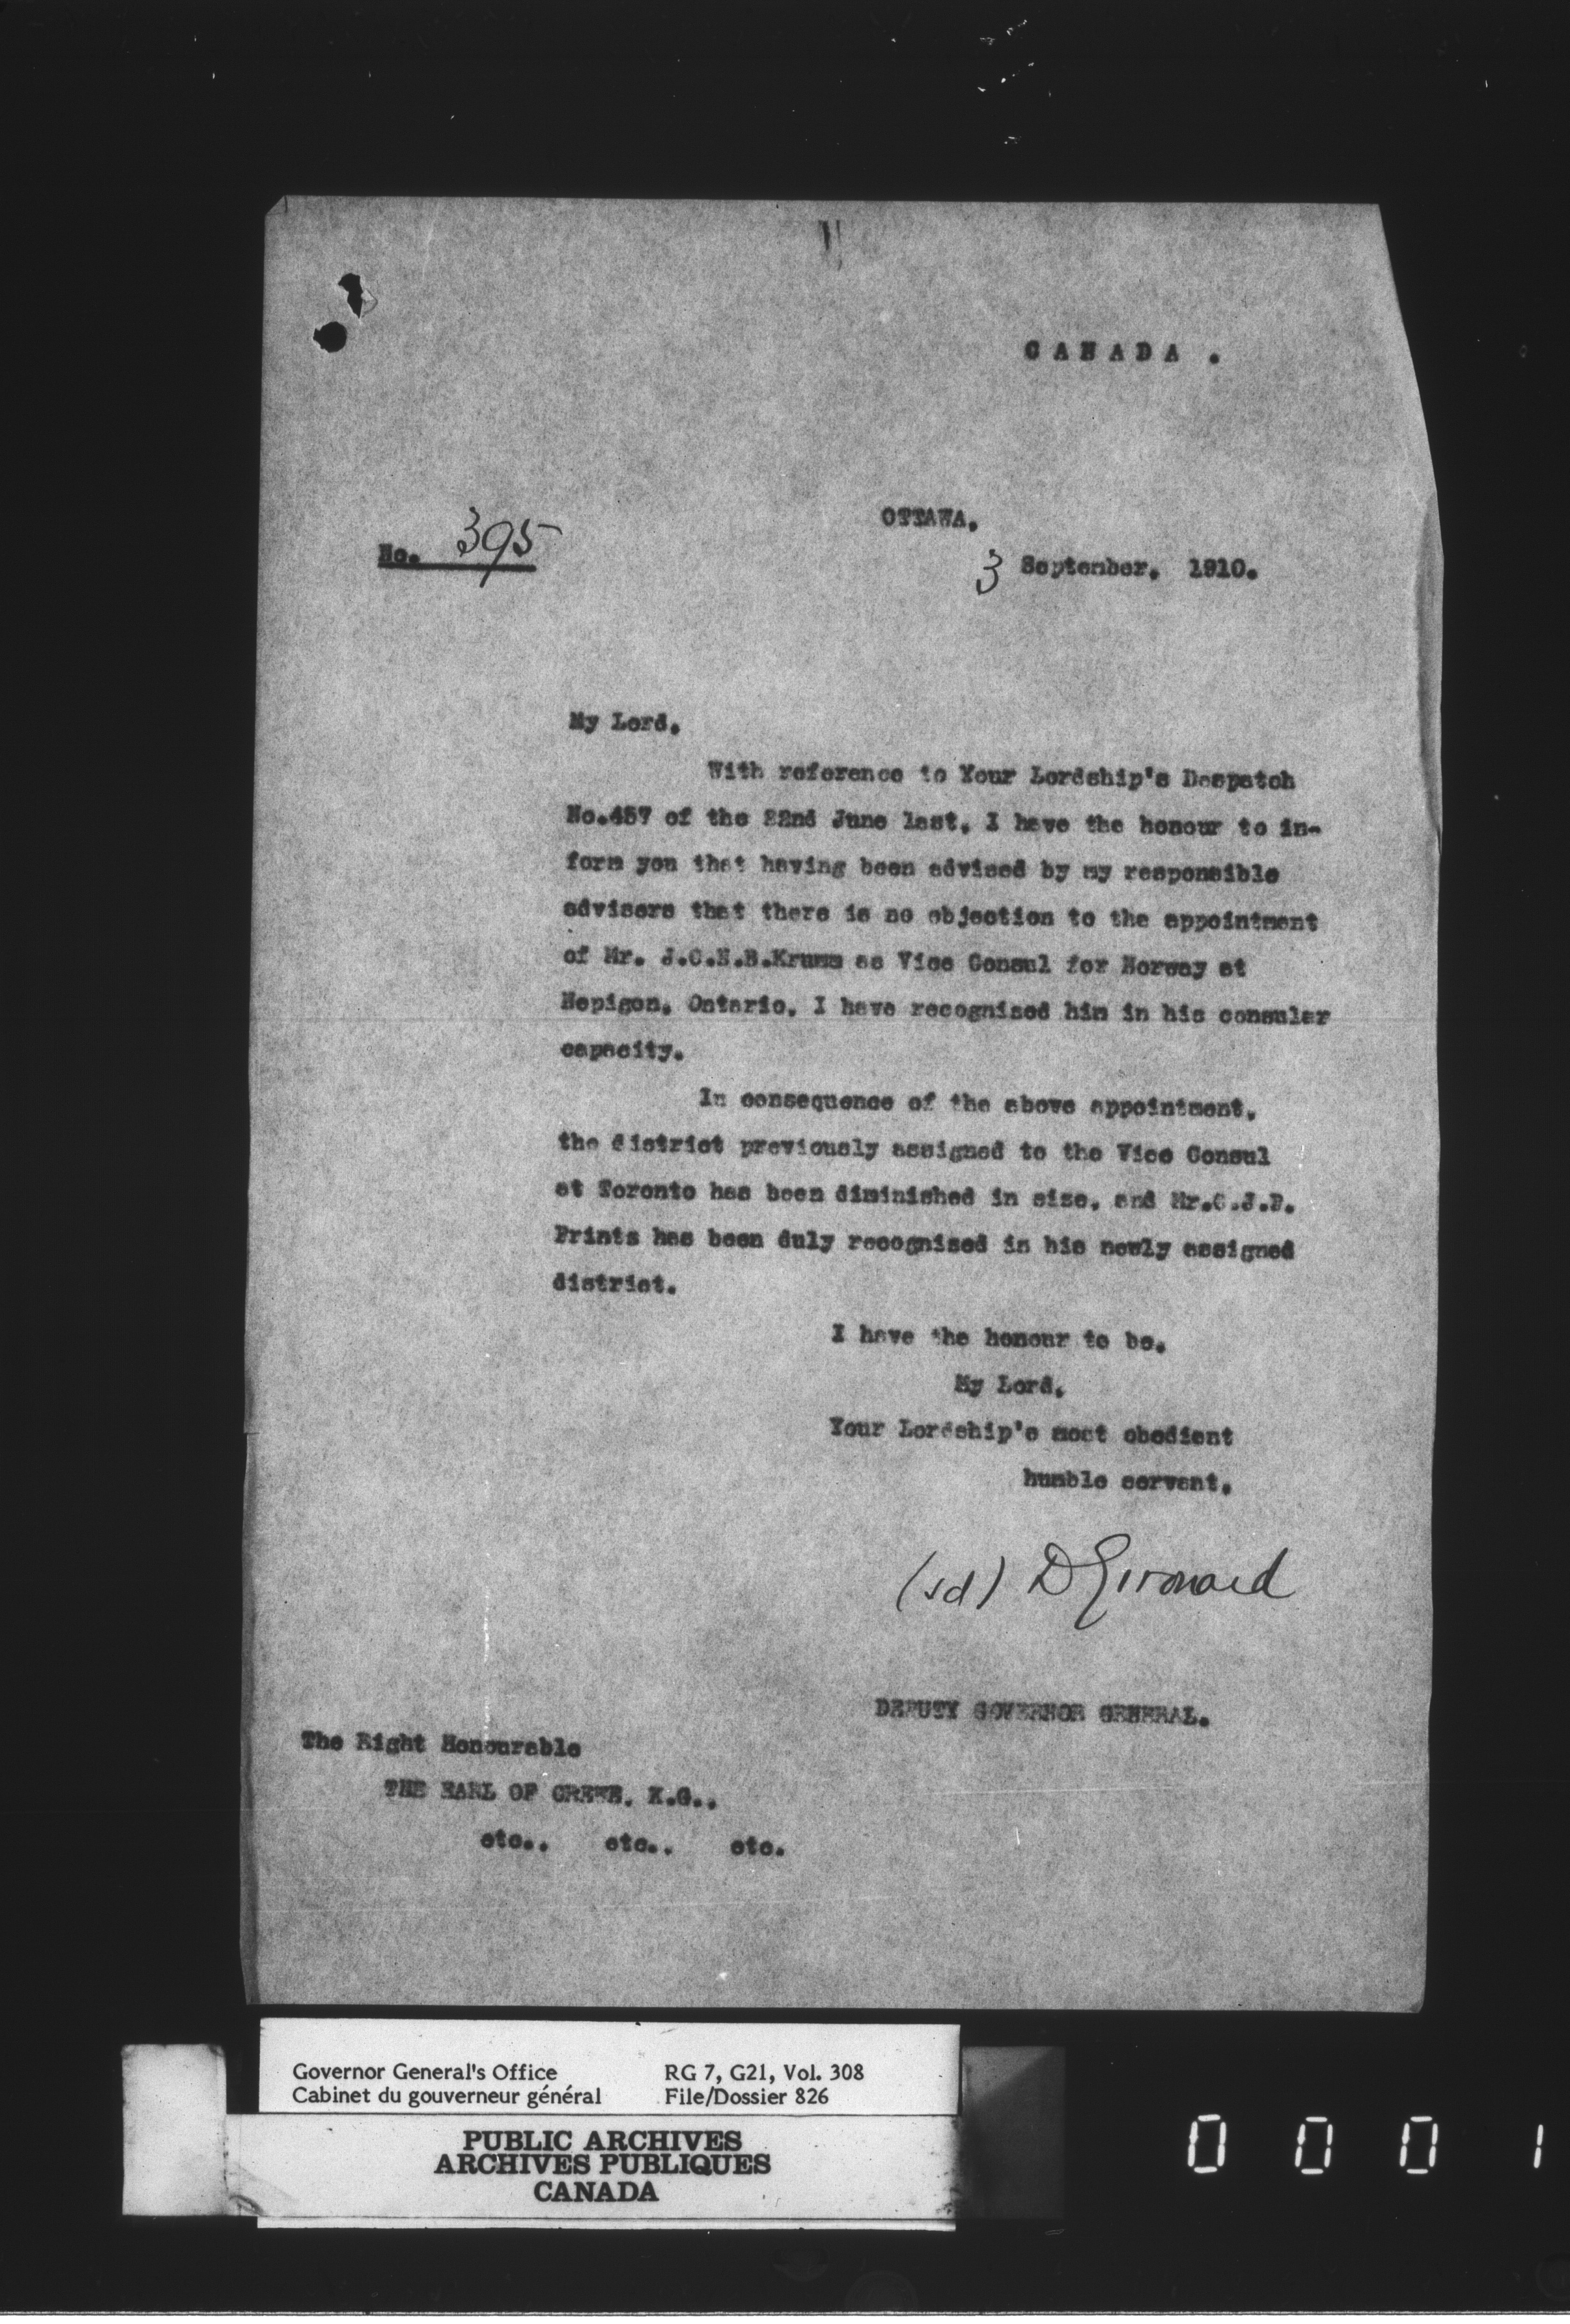 CANADA.
No. 395
OTTAWA,
3 September, 1910.
My Lord,
With reference to Your Lordship's Despatch
No.457 of the 22nd June last, I have the honour to in-
form you that having been advised by my responsible
advisers that there is no objection to the appointment
of Mr. J.C.N.B.Krumm as Vice Consul for Norway at
Nepigon, Ontario, I have recognised him in his consular
capacity.
In consequence of the above appointment,
the district previously assigned to the Vice Consul
at Toronto has been diminished in size, and Mr.C.J.P.
Prints has been duly recognised in his newly assigned
district.
I have the honour to be,
My Lord,
Your Lordship's most obedient
humble servant,
(sd) D Girouard
DEPUTY GOVERNOR GENERAL.
The Right Honourable
THE EARL OF CREWE, K.G.,
etc., etc., etc.
Governor General's Office RG 7, G21, Vol. 308
Cabinet du gouverneur général File/Dossier 826
PUBLIC ARCHIVES
ARCHIVES PUBLIQUES
CANADA
0 0 0 1